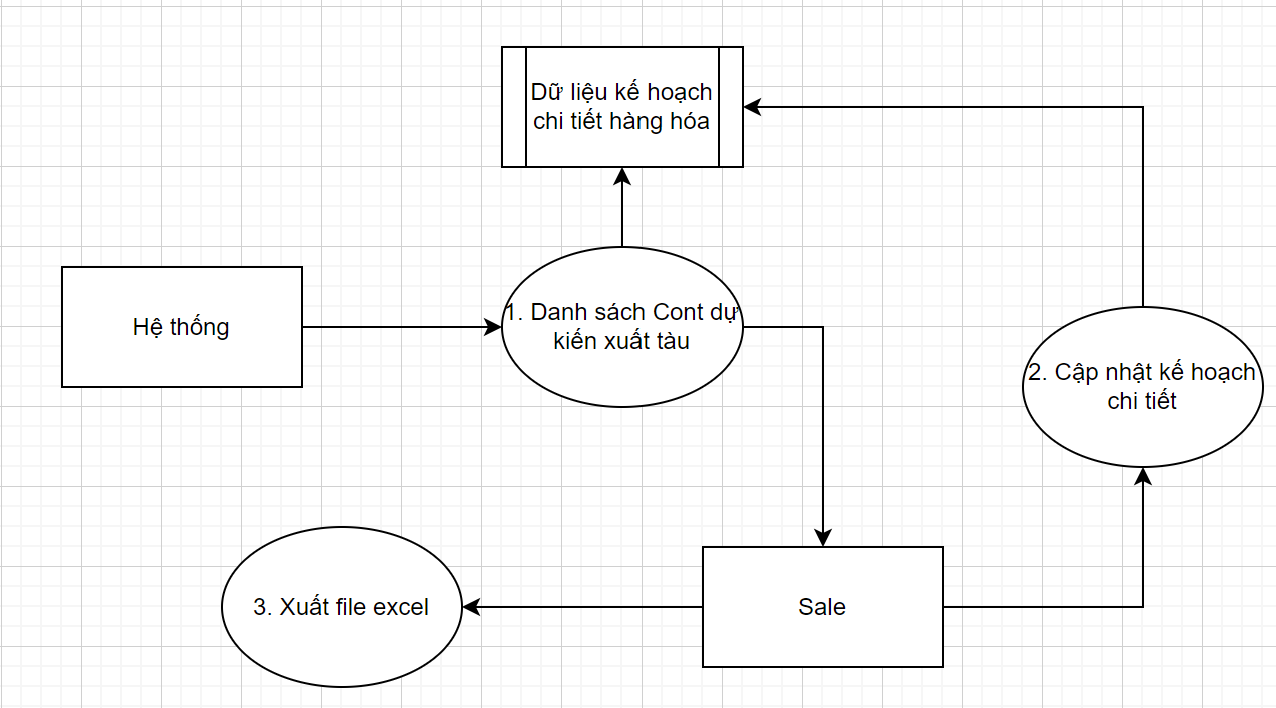 Dữ liệu kế hoạch
chi tiết hàng hóa
Hệ thống
1. Danh sách Cont dự
kiến xuất tàu
2. Cập nhật kế hoạch
chi tiết
3. Xuất file excel
Sale